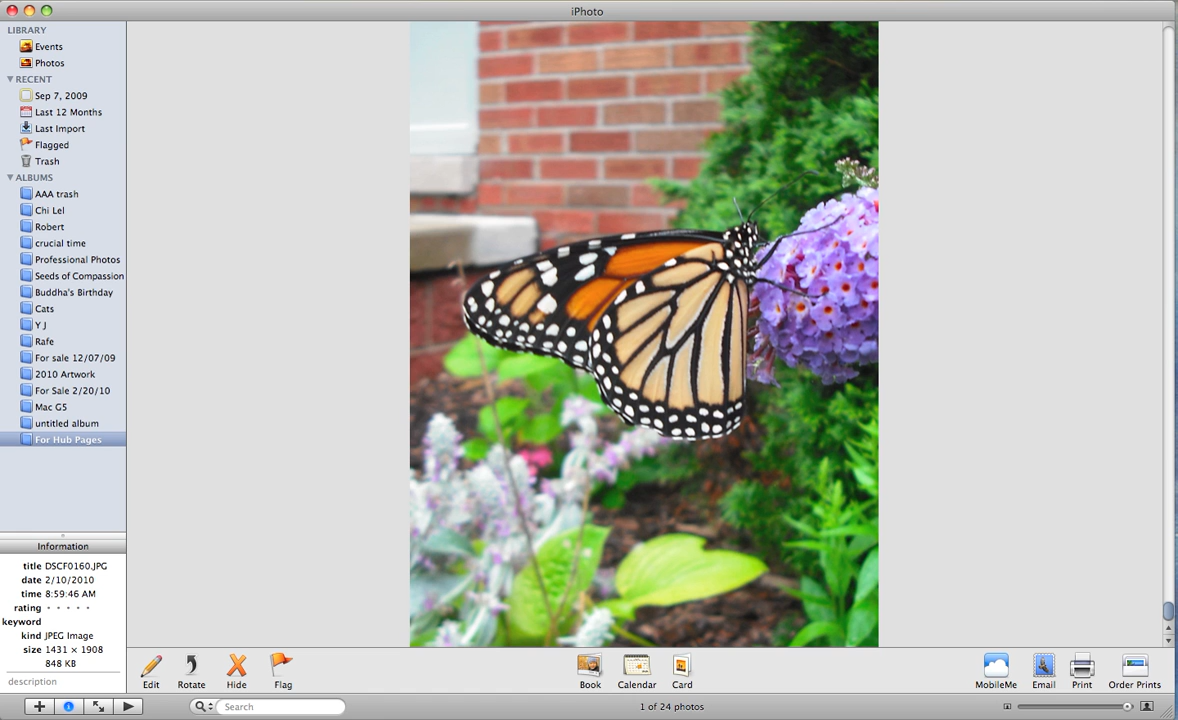 iPhoto
LIBRARY
Events
Photos
RECENT
Sep 7, 2009
Last 12 Months
Last Import
Flagged
Trash
ALBUMS
AAA trash
Chi Lel
Robert
crucial time
Professional Photos
Seeds of Compassion
Buddha's Birthday
Cats
Y J
Rafe
For sale 12/07/09
2010 Artwork
For Sale 2/20/10
Mac G5
untitled album
For Hub Pages
Information
title DSCF0160.JPG
date 2/10/2010
time 8:59:46 AM
rating
keyword
kind JPEG Image
size 1431 × 1908
848 KB
description
Edit
Rotate
Hide
Flag
Book
Calendar
Card
MobileMe
Email
Print
Order Prints
Search
1 of 24 photos